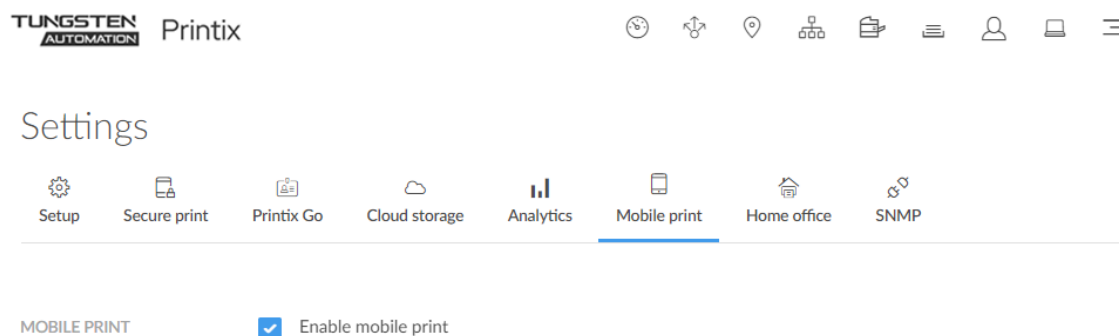 TUNGSTEN
AUTOMATION
Printix
Settings
Setup
Secure print
Printix Go
Cloud storage
Analytics
Mobile print
Home office
SNMP
MOBILE PRINT
Enable mobile print